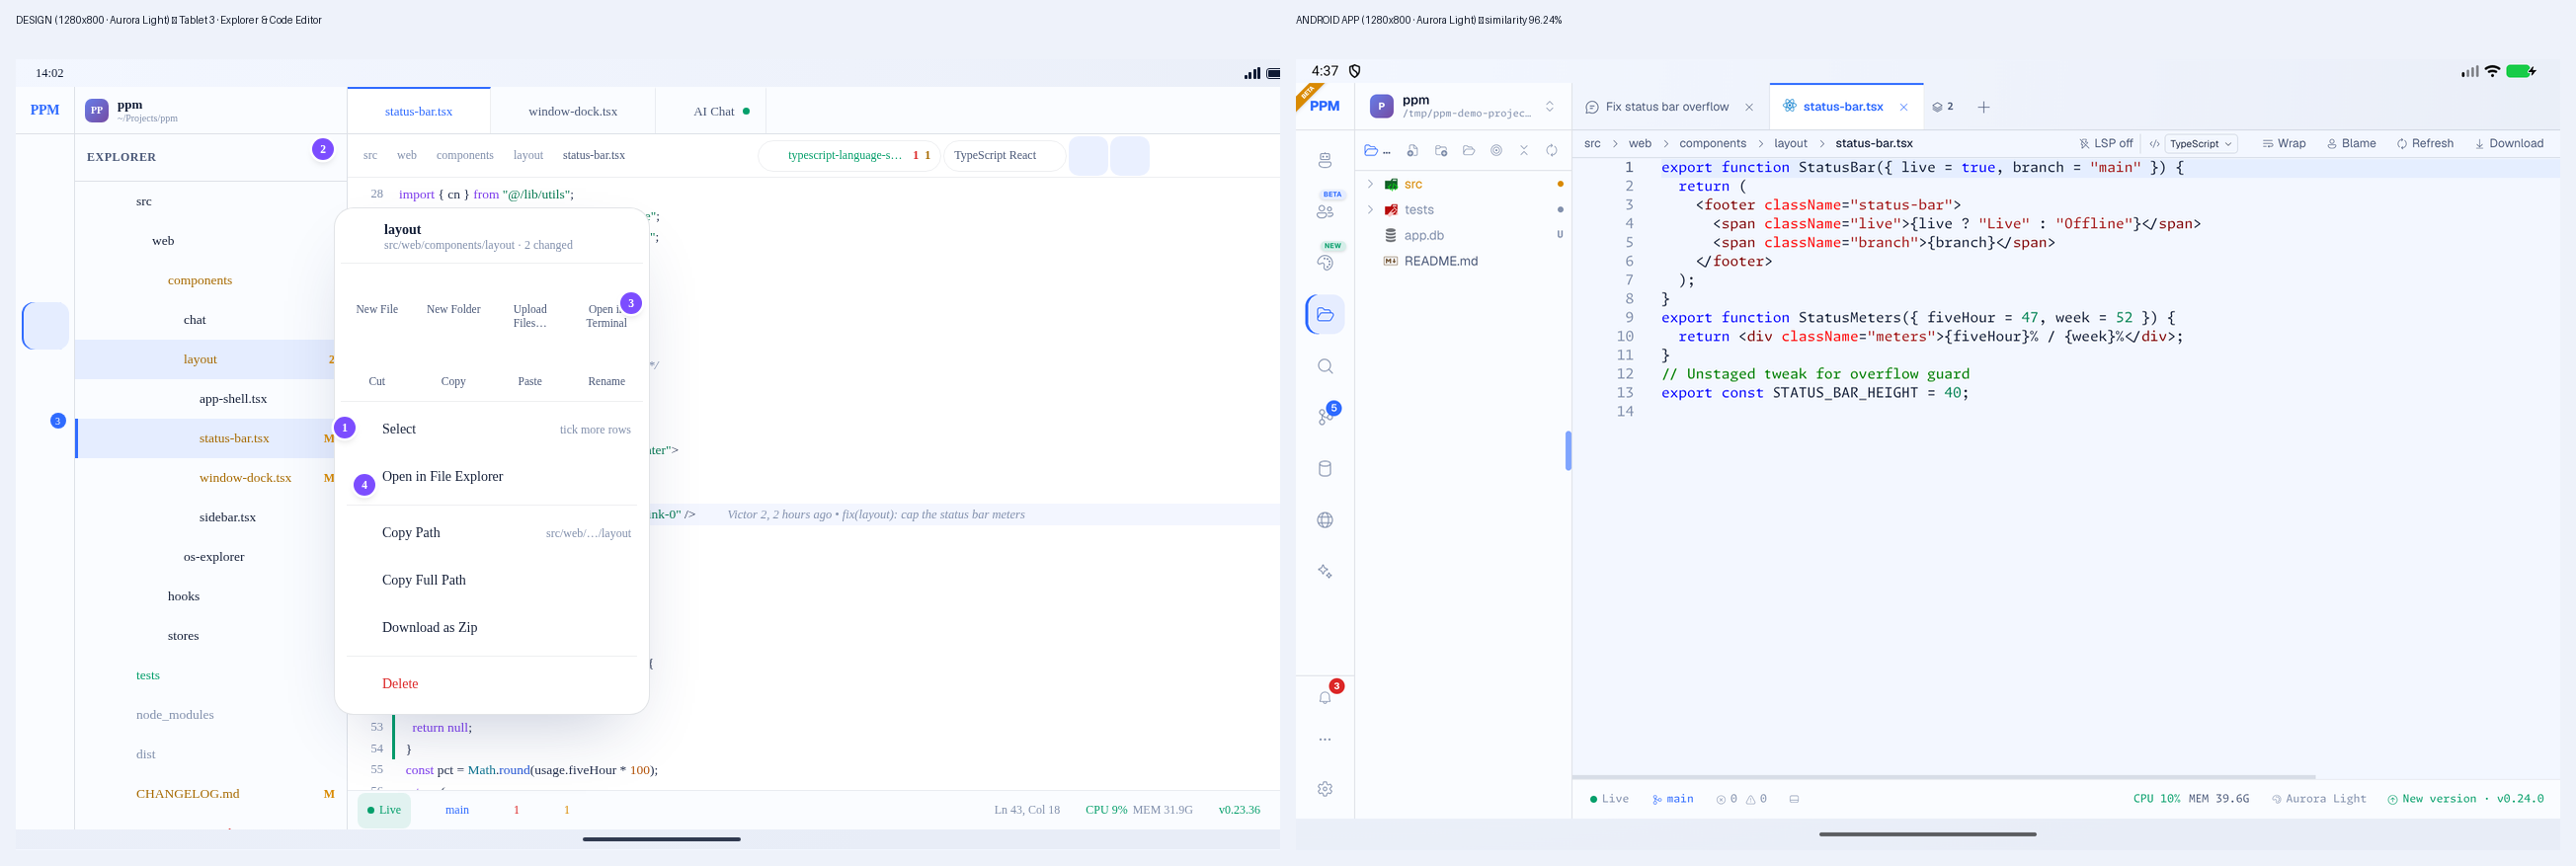 DESIGN (1280x800 · Aurora Light) Tablet 3 · Explorer & Code Editor
14:02
PPM
PP
ppm
~/Projects/ppm
status-bar.tsx
window-dock.tsx
AI Chat
EXPLORER
2
src
web
components
layout
status-bar.tsx
typescript-language-s...
1 1
TypeScript React
28 import { cn } from "@/lib/utils";
e";
";
src
web
components
chat
layout
2
app-shell.tsx
3
status-bar.tsx
M
window-dock.tsx
M
sidebar.tsx
os-explorer
hooks
stores
tests
node_modules
dist
CHANGELOG.md
M
layout
src/web/components/layout · 2 changed
New File
New Folder
Upload Files…
Open in Terminal
3
Cut
Copy
Paste
Rename
1
Select
tick more rows
4
Open in File Explorer
Copy Path
src/web/…/layout
Copy Full Path
Download as Zip
Delete
*/
nter">
nk-0" />
Victor 2, 2 hours ago • fix(layout): cap the status bar meters
{
53 return null;
54 }
55 const pct = Math.round(usage.fiveHour * 100);
Live
main
1
1
Ln 43, Col 18
CPU 9% MEM 31.9G
v0.23.36
ANDROID APP (1280x800 · Aurora Light) similarity 96.24%
4:37
BETA
PPM
P
ppm
/tmp/ppm-demo-projec…
Fix status bar overflow
status-bar.tsx
2
…
src
web
components
layout
status-bar.tsx
LSP off
TypeScript
Wrap
Blame
Refresh
Download
BETA
NEW
5
3
src
tests
app.db
U
README.md
1 export function StatusBar({ live = true, branch = "main" }) {
2 return (
3 <footer className="status-bar">
4 <span className="live">{live ? "Live" : "Offline"}</span>
5 <span className="branch">{branch}</span>
6 </footer>
7 );
8 }
9 export function StatusMeters({ fiveHour = 47, week = 52 }) {
10 return <div className="meters">{fiveHour}% / {week}%</div>;
11 }
12 // Unstaged tweak for overflow guard
13 export const STATUS_BAR_HEIGHT = 40;
14
Live
main
0
0
CPU 10% MEM 39.6G
Aurora Light
New version · v0.24.0